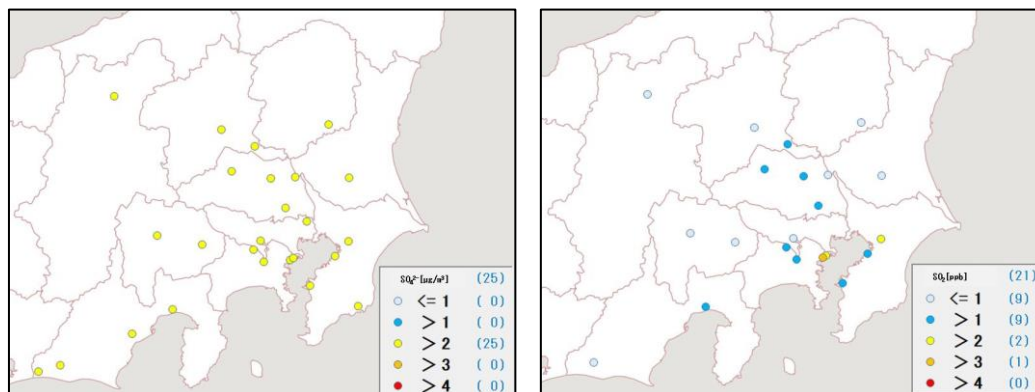 SO₄²⁻[μg/m³] (25)
<= 1 ( 0)
> 1 ( 0)
> 2 (25)
> 3 ( 0)
> 4 ( 0)
SO₂[ppb] (21)
<= 1 (9)
> 1 (9)
> 2 (2)
> 3 (1)
> 4 (0)